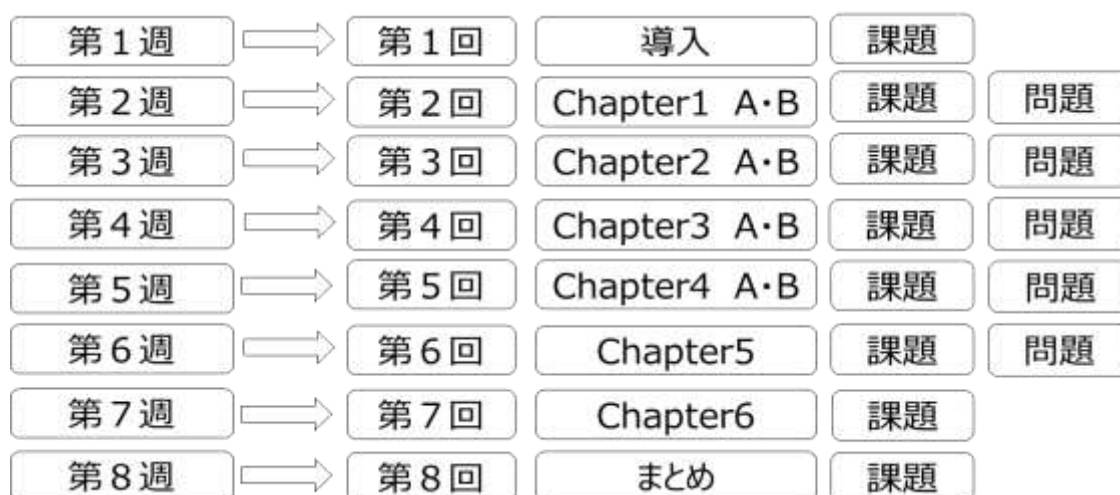 第1週 第1回 導入 課題
第2週 第2回 Chapter1 A・B 課題 問題
第3週 第3回 Chapter2 A・B 課題 問題
第4週 第4回 Chapter3 A・B 課題 問題
第5週 第5回 Chapter4 A・B 課題 問題
第6週 第6回 Chapter5 課題 問題
第7週 第7回 Chapter6 課題
第8週 第8回 まとめ 課題